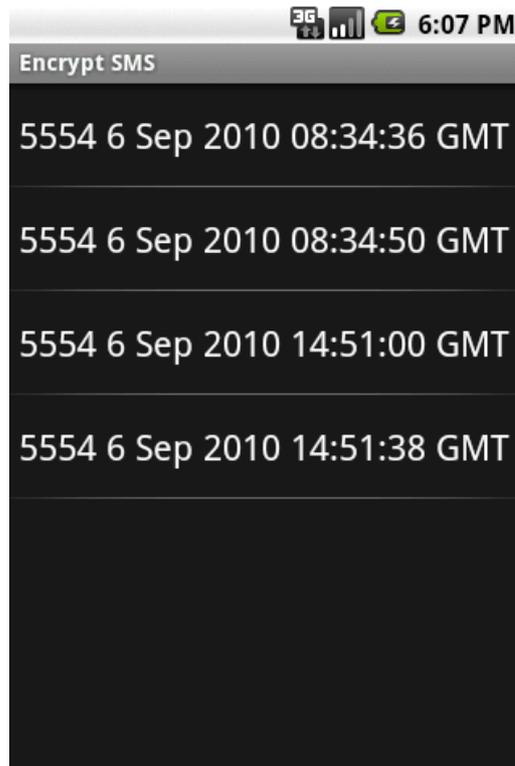 3G 6:07 PM
Encrypt SMS
5554 6 Sep 2010 08:34:36 GMT
5554 6 Sep 2010 08:34:50 GMT
5554 6 Sep 2010 14:51:00 GMT
5554 6 Sep 2010 14:51:38 GMT